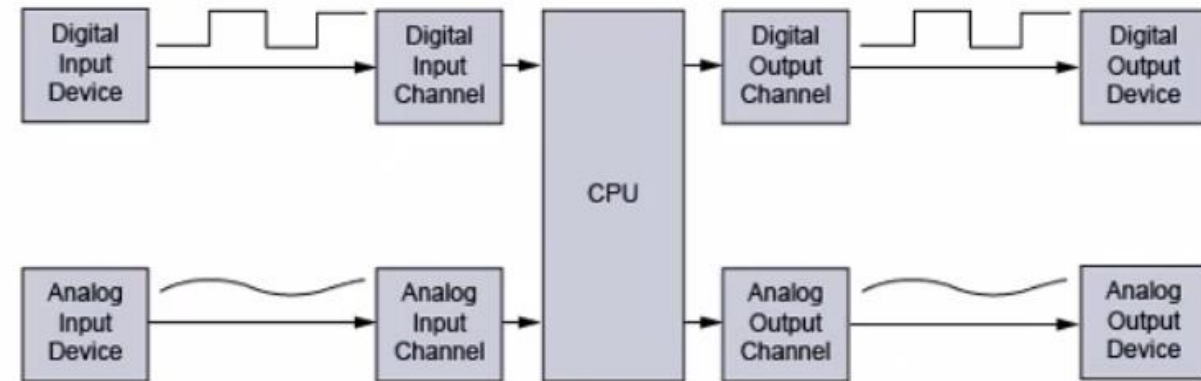 Digital
Input
Device
Digital
Input
Channel
CPU
Digital
Output
Channel
Digital
Output
Device
Analog
Input
Device
Analog
Input
Channel
Analog
Output
Channel
Analog
Output
Device